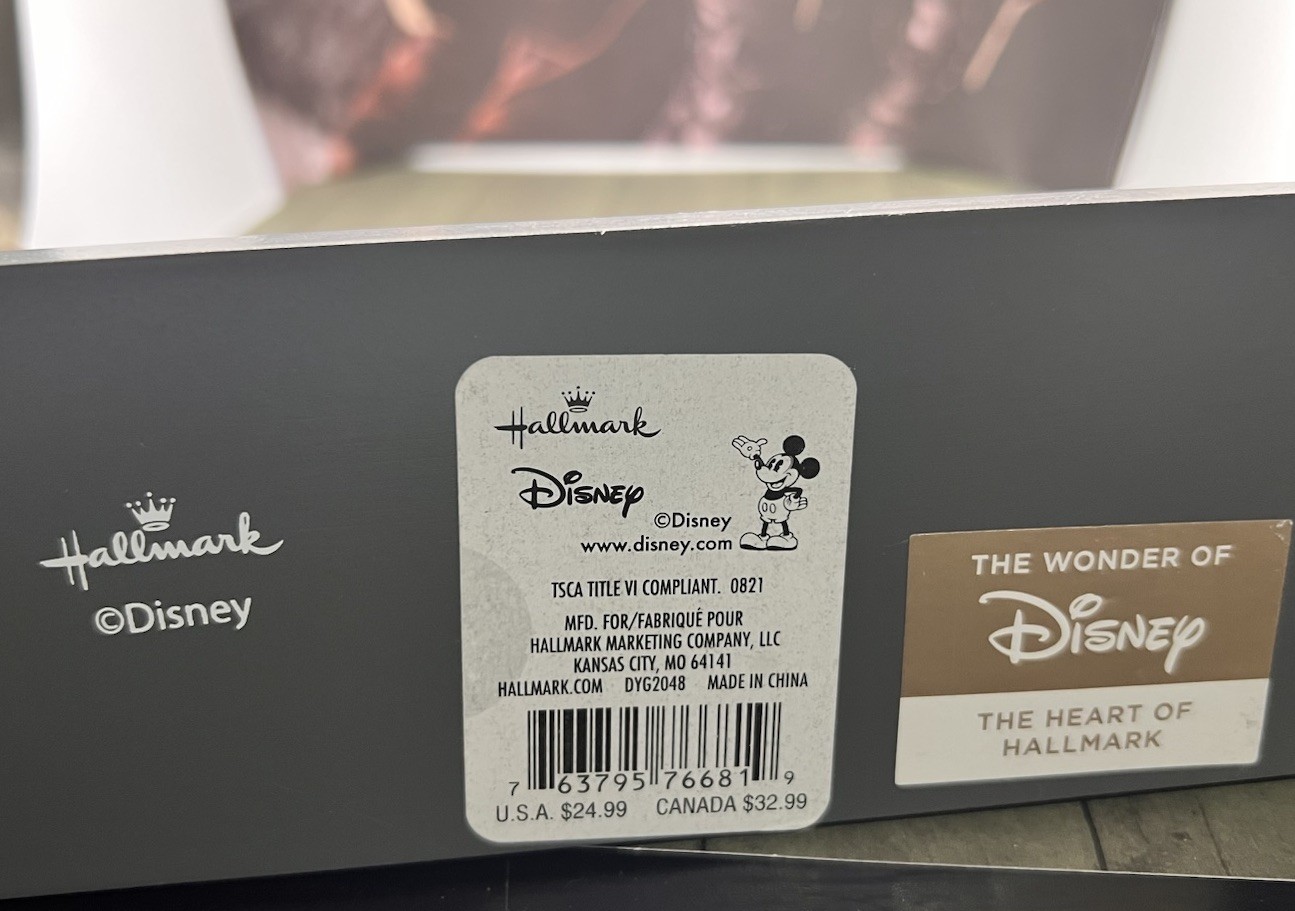 Hallmark
©Disney
Hallmark
Disney
©Disney
www.disney.com
TSCA TITLE VI COMPLIANT. 0821
MFD. FOR/FABRIQUÉ POUR
HALLMARK MARKETING COMPANY, LLC
KANSAS CITY, MO 64141
HALLMARK.COM DYG2048 MADE IN CHINA
7 63795 76681 9
U.S.A. $24.99 CANADA $32.99
THE WONDER OF
Disney
THE HEART OF
HALLMARK